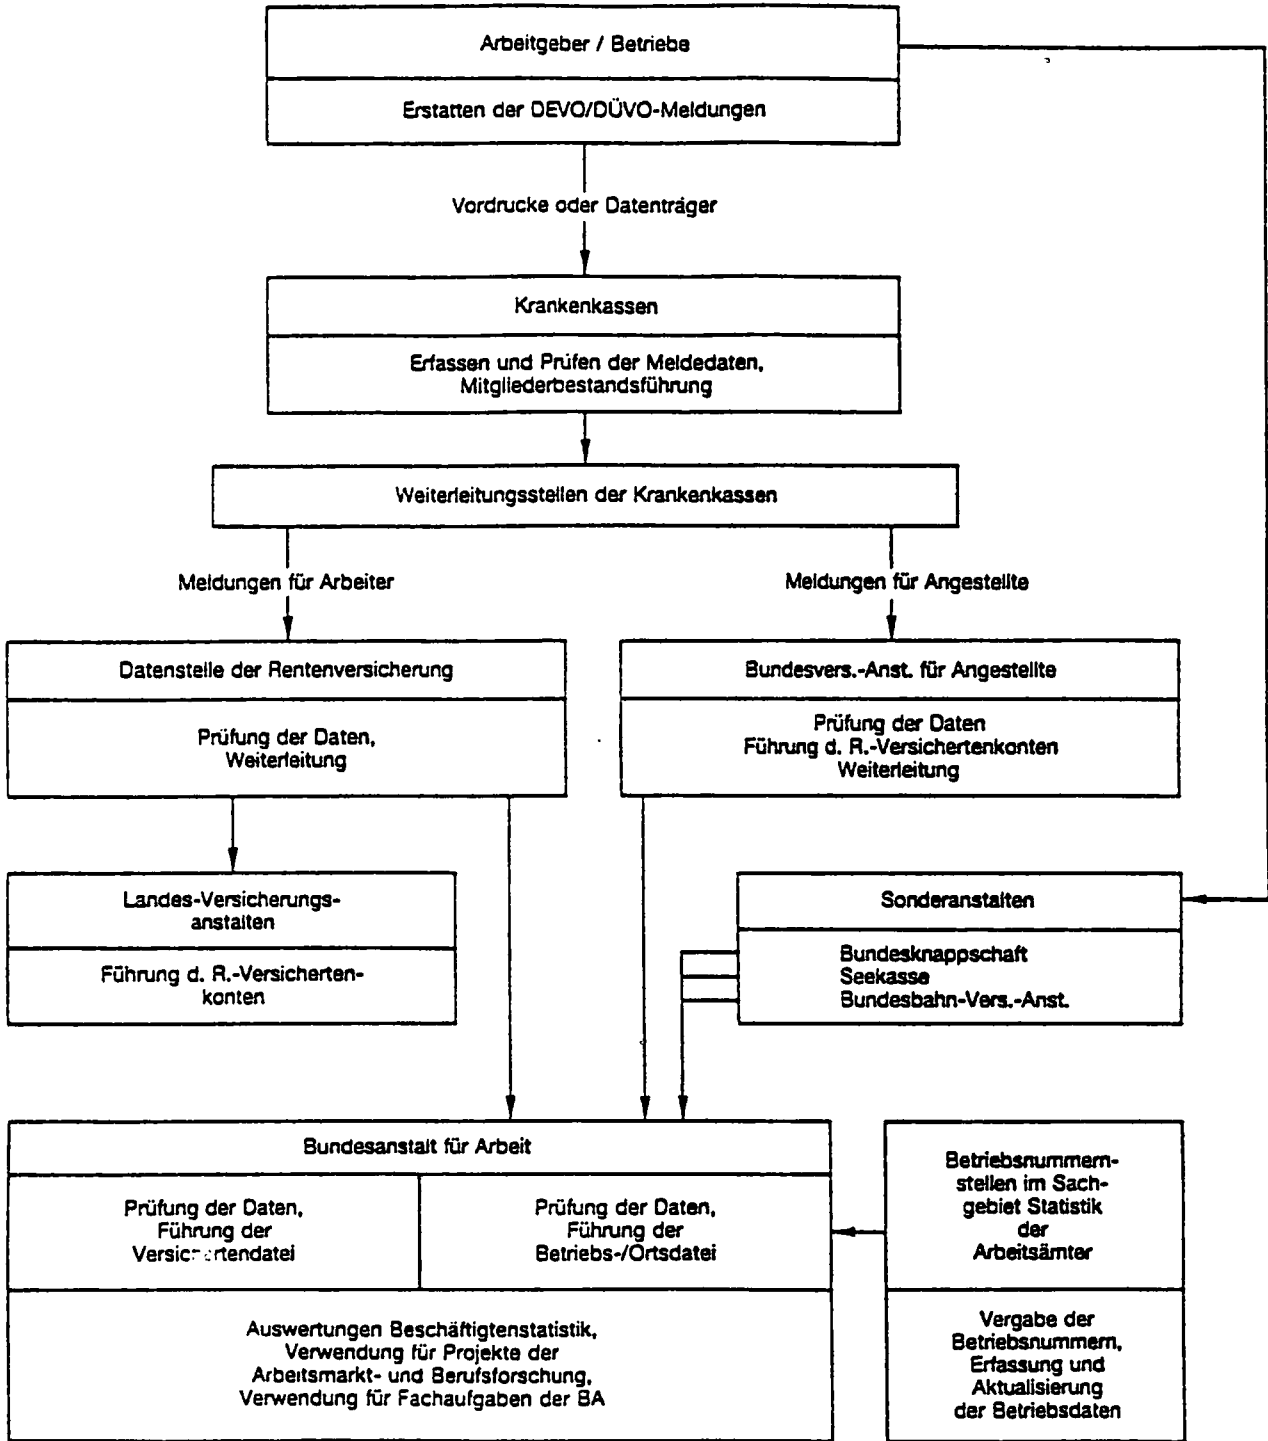 Arbeitgeber / Betriebe
Erstatten der DEVO/DÜVO-Meldungen
Vordrucke oder Datenträger
Krankenkassen
Erfassen und Prüfen der Meldedaten,
Mitgliederbestandsführung
Weiterleitungsstellen der Krankenkassen
Meldungen für Arbeiter
Meldungen für Angestellte
Datenstelle der Rentenversicherung
Prüfung der Daten,
Weiterleitung
Bundesvers.-Anst. für Angestellte
Prüfung der Daten
Führung d. R.-Versichertenkonten
Weiterleitung
Landes-Versicherungs-
anstalten
Führung d. R.-Versicherten-
konten
Sonderanstalten
Bundesknappschaft
Seekasse
Bundesbahn-Vers.-Anst.
Bundesanstalt für Arbeit
Prüfung der Daten,
Führung der
Versichertendatei
Prüfung der Daten,
Führung der
Betriebs-/Ortsdatei
Auswertungen Beschäftigtenstatistik,
Verwendung für Projekte der
Arbeitsmarkt- und Berufsforschung,
Verwendung für Fachaufgaben der BA
Betriebsnummern-
stellen im Sach-
gebiet Statistik
der
Arbeitsämter
Vergabe der
Betriebsnummern,
Erfassung und
Aktualisierung
der Betriebsdaten